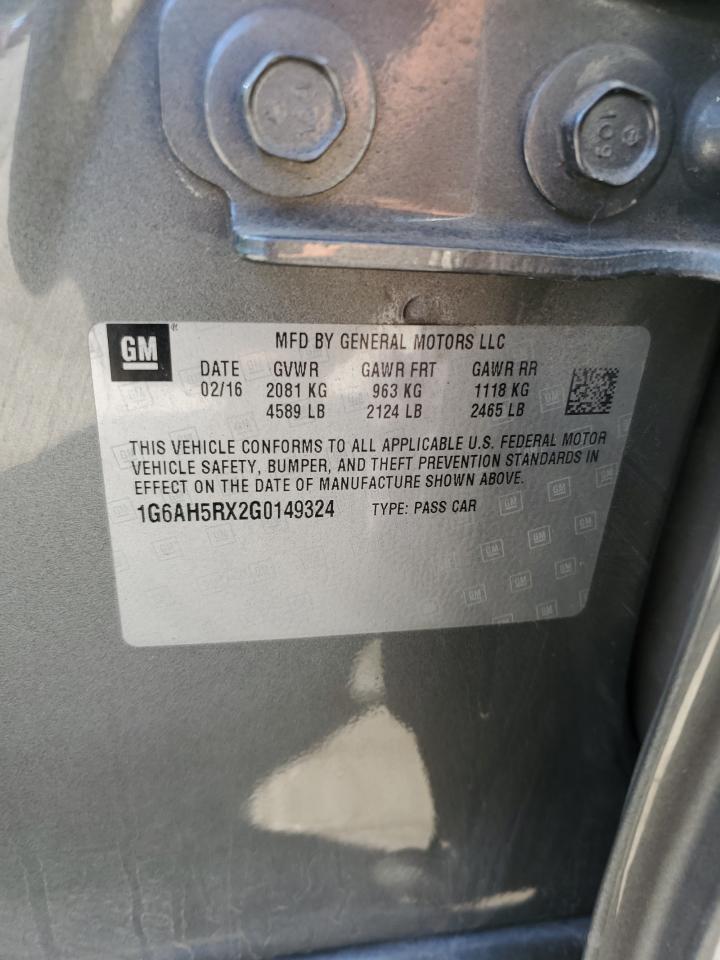 GM
MFD BY GENERAL MOTORS LLC
DATE GVWR GAWR FRT GAWR RR
02/16 2081 KG 963 KG 1118 KG
4589 LB 2124 LB 2465 LB
THIS VEHICLE CONFORMS TO ALL APPLICABLE U.S. FEDERAL MOTOR
VEHICLE SAFETY, BUMPER, AND THEFT PREVENTION STANDARDS IN
EFFECT ON THE DATE OF MANUFACTURE SHOWN ABOVE.
1G6AH5RX2G0149324 TYPE: PASS CAR